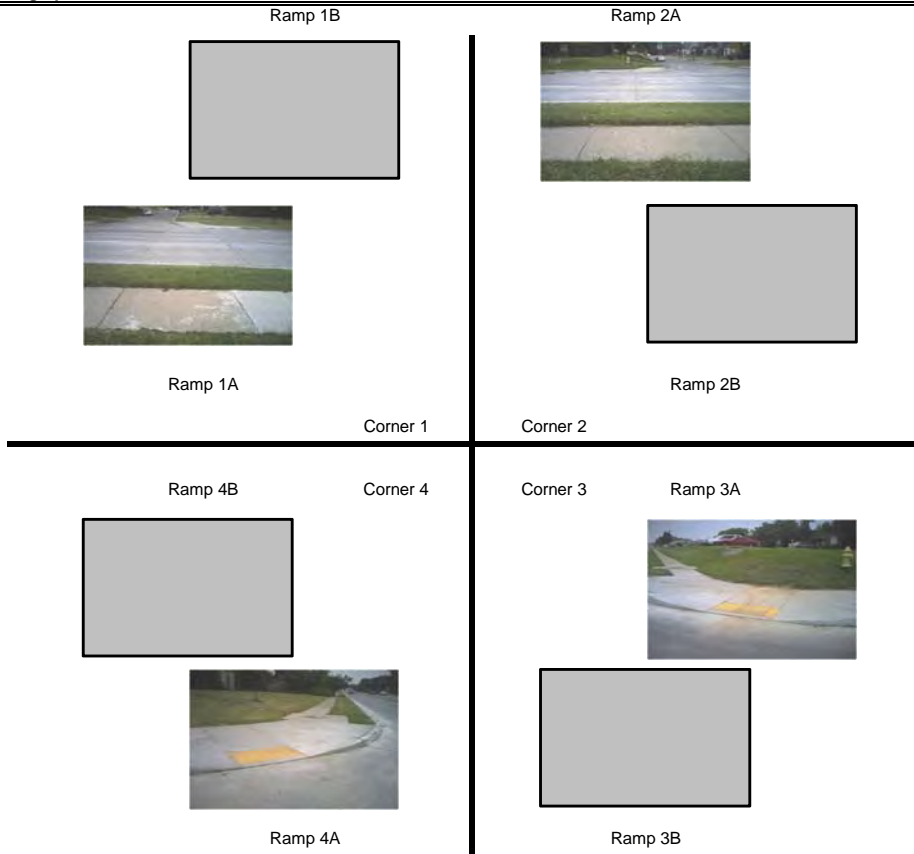 Ramp 1B Ramp 2A
Ramp 1A Ramp 2B
Corner 1 Corner 2
Ramp 4B Corner 4 Corner 3 Ramp 3A
Ramp 4A Ramp 3B